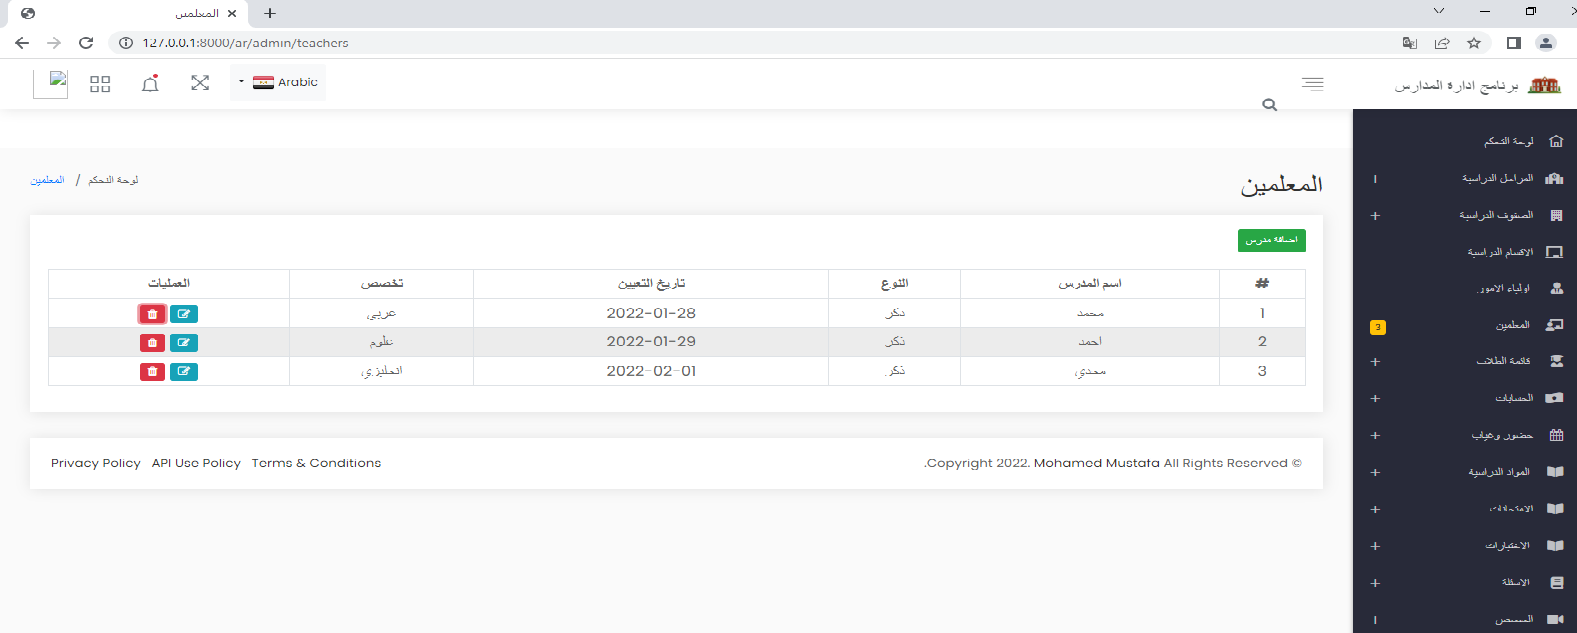 المعلمين
127.0.0.1:8000/ar/admin/teachers
برنامج ادارة المدارس
Arabic
لوحة التحكم
المراحل الدراسية
الصفوف الدراسية +
الاقسام الدراسية
اولياء الامور
المعلمين 3
قائمة الطلاب +
الحسابات +
حضور وغياب +
المواد الدراسية +
الامتحانات +
الاختبارات +
الاسئلة +
الحصص
المعلمين
لوحة التحكم / المعلمين
اضافة مدرس
# اسم المدرس النوع تاريخ التعيين تخصص العمليات
1 محمد ذكر 2022-01-28 عربي
2 احمد ذكر 2022-01-29 علوم
3 مجدي ذكر 2022-02-01 انجليزي
.Copyright 2022. Mohamed Mustafa All Rights Reserved ©
Privacy Policy API Use Policy Terms & Conditions